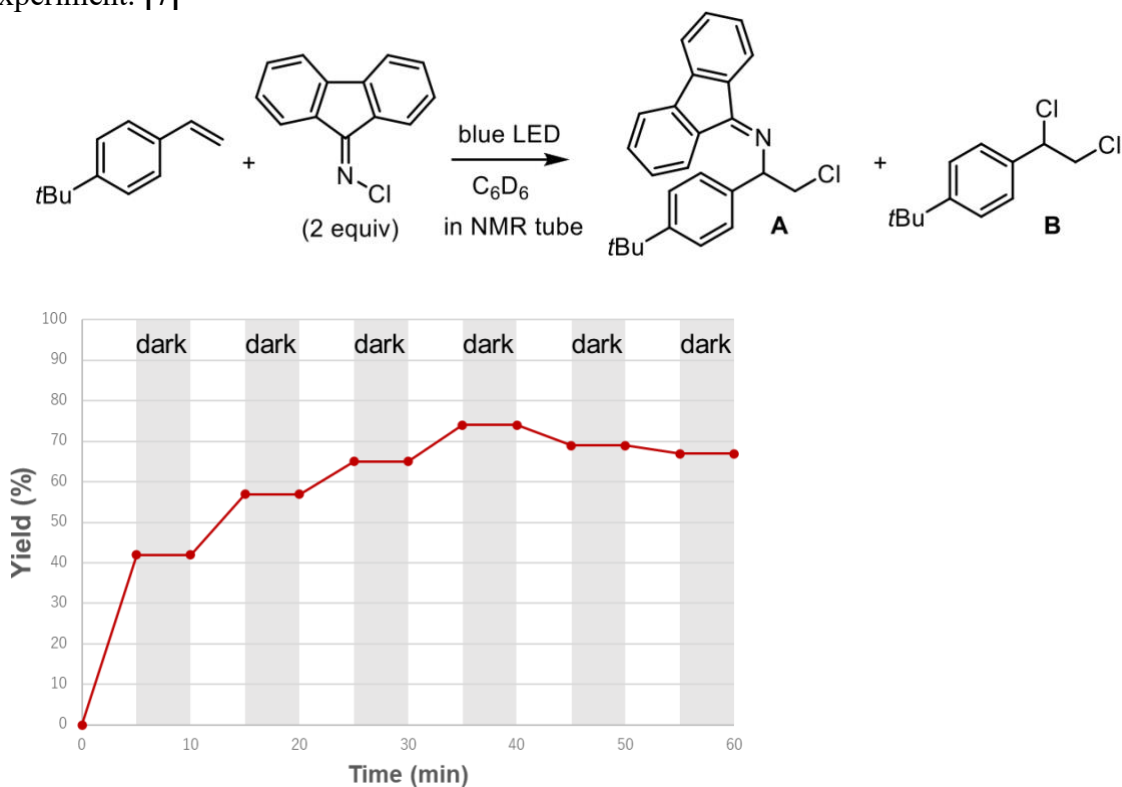 xperiment. [7]
tBu
+
N
Cl
(2 equiv)
blue LED
C₆D₆
in NMR tube
N
Cl
tBu
A
+
Cl
Cl
tBu
B
100
90
80
70
60
50
40
30
20
10
0
dark
dark
dark
dark
dark
dark
Yield (%)
0
10
20
30
40
50
60
Time (min)